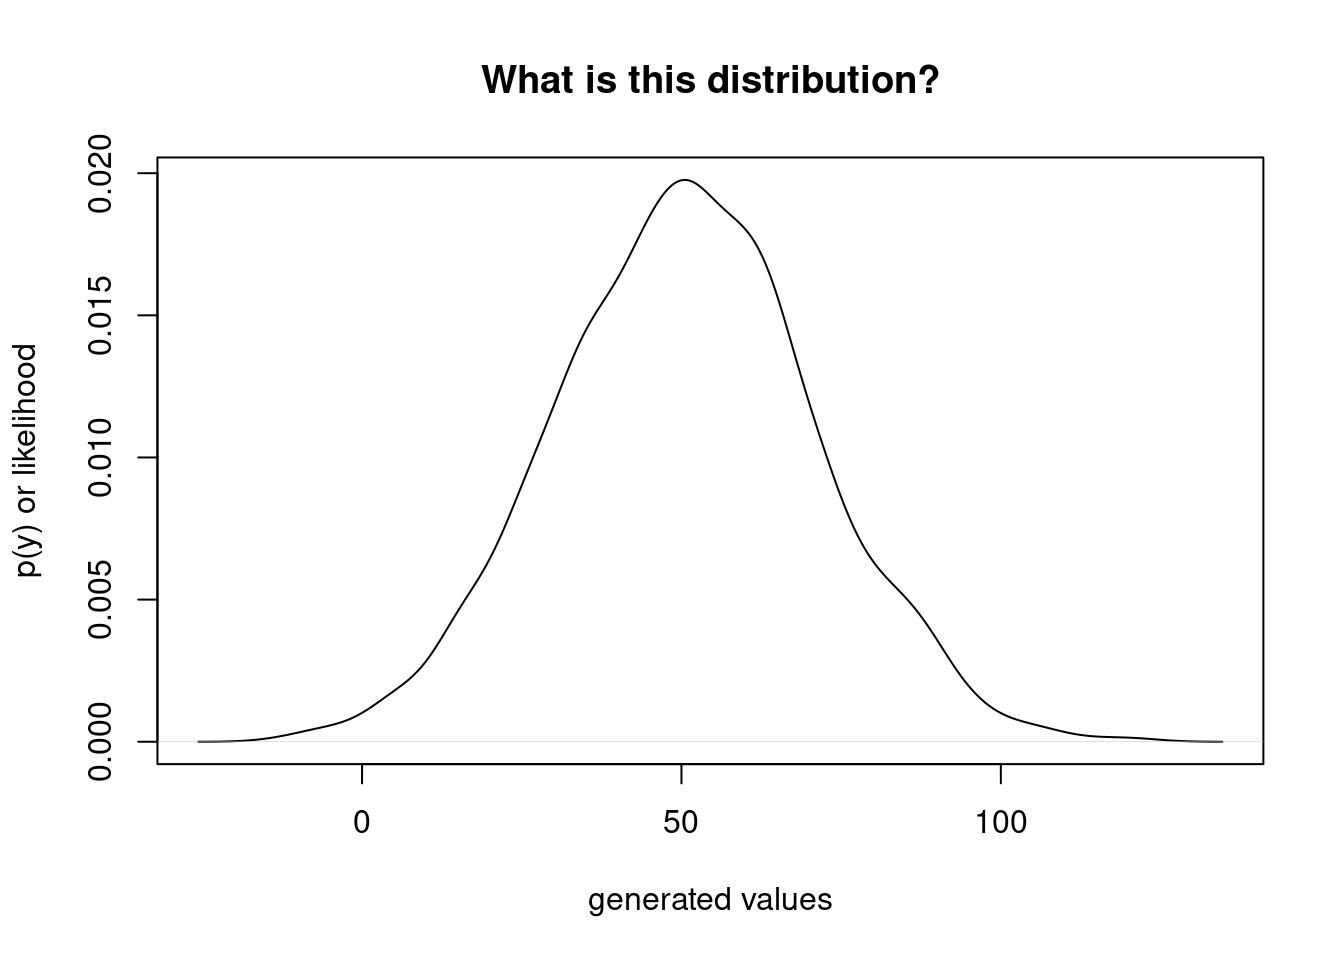 What is this distribution?
p(y) or likelihood
0.020
0.015
0.010
0.005
0.000
0
50
100
generated values